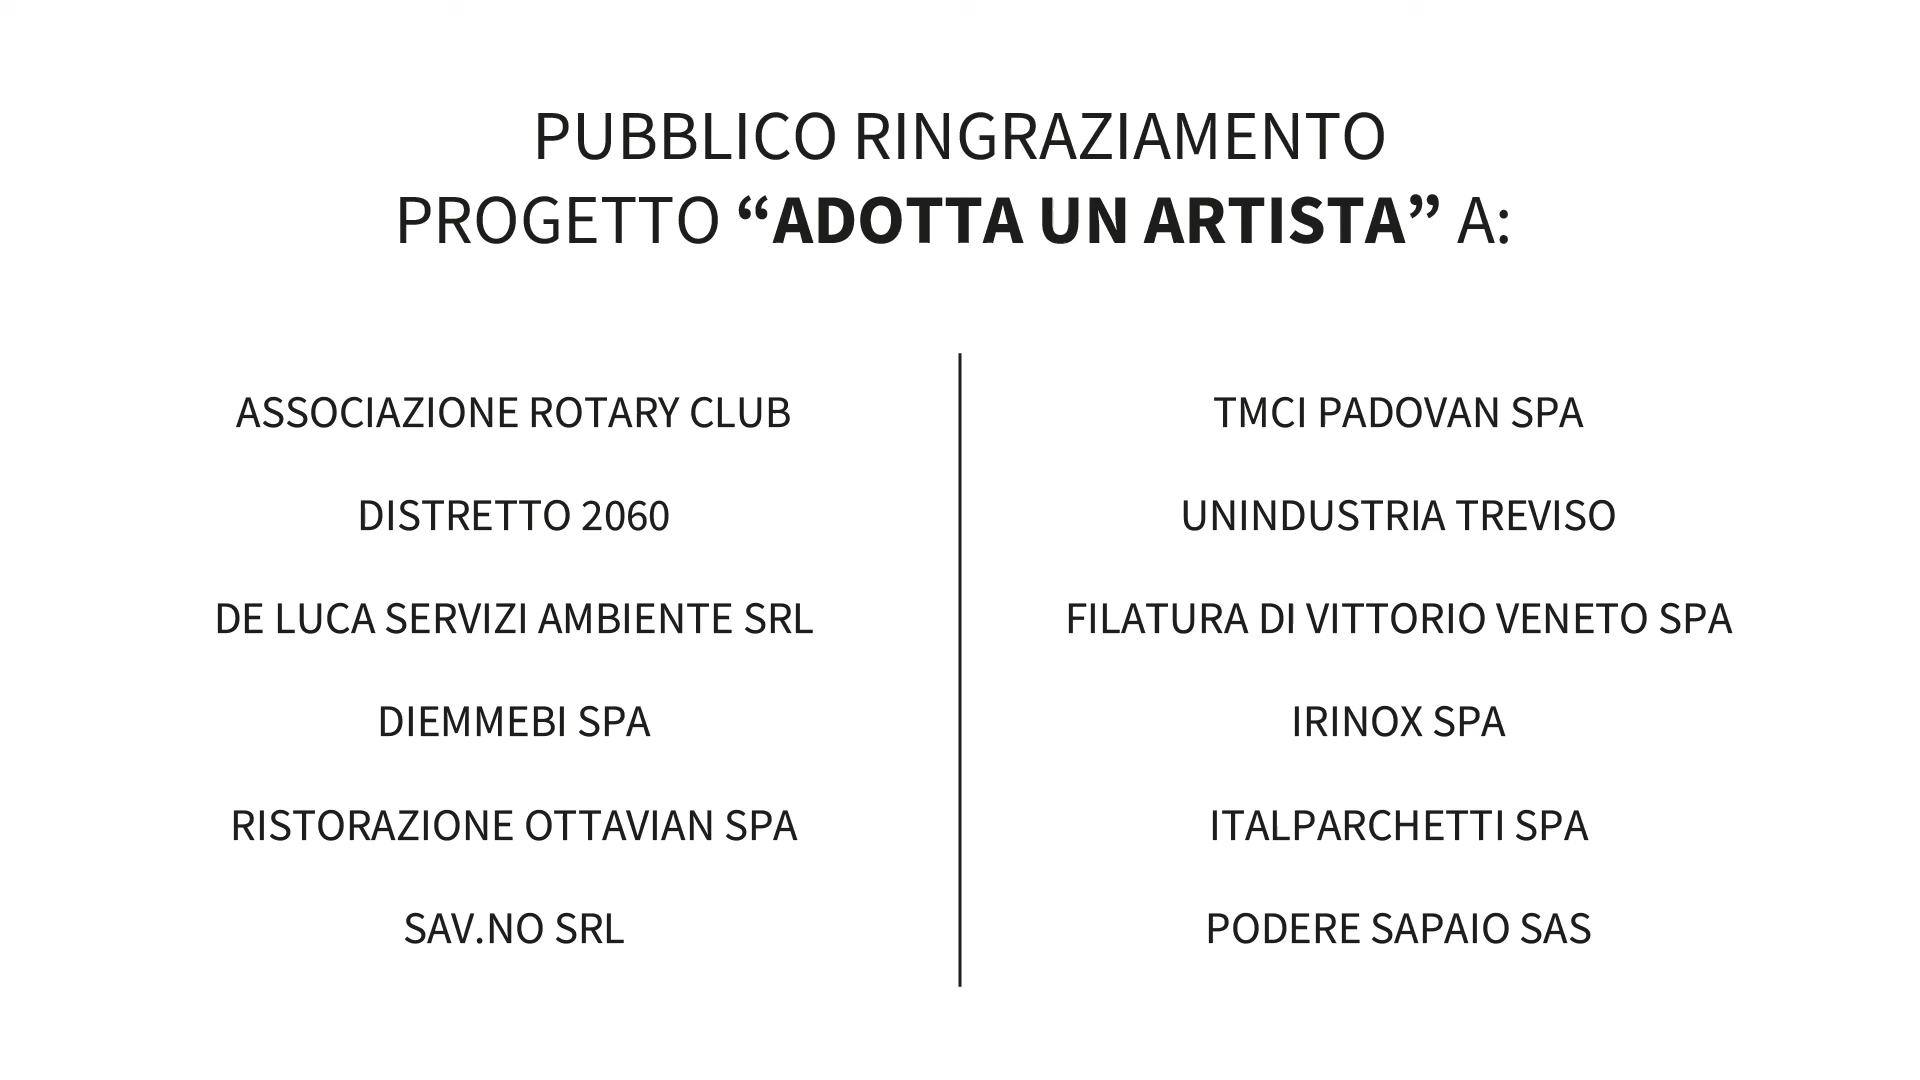 PUBBLICO RINGRAZIAMENTO
PROGETTO “ADOTTA UN ARTISTA” A:
ASSOCIAZIONE ROTARY CLUB
DISTRETTO 2060
DE LUCA SERVIZI AMBIENTE SRL
DIEMMEBI SPA
RISTORAZIONE OTTAVIAN SPA
SAV.NO SRL
TMCI PADOVAN SPA
UNINDUSTRIA TREVISO
FILATURA DI VITTORIO VENETO SPA
IRINOX SPA
ITALPARCHETTI SPA
PODERE SAPAIO SAS